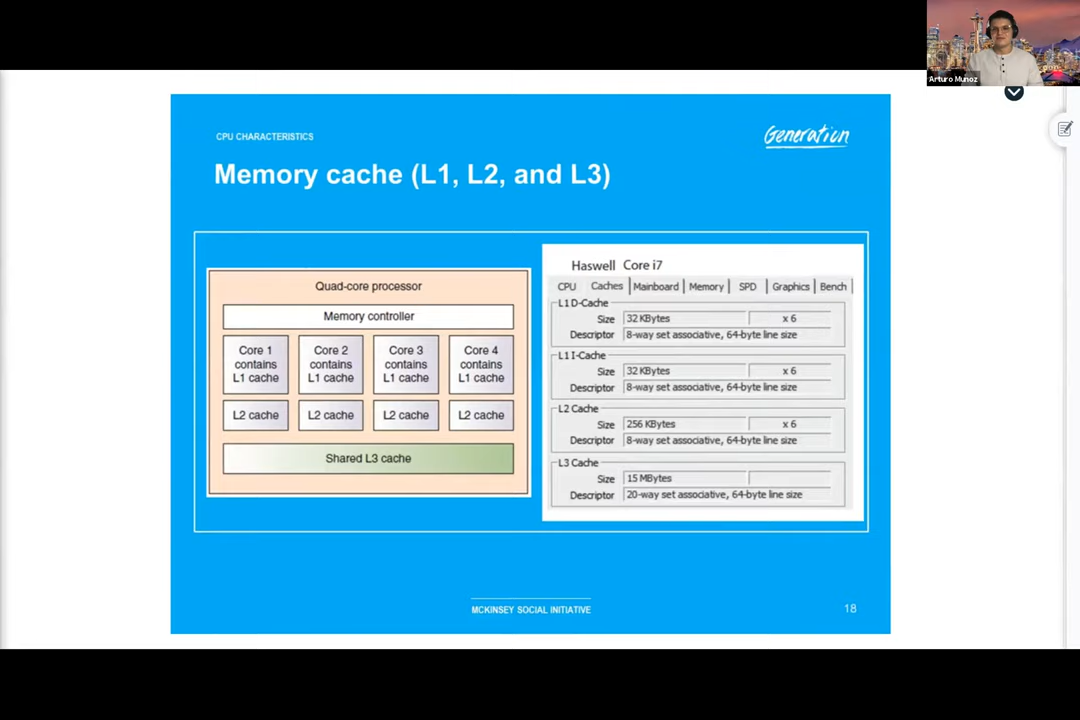 Arturo Munoz
CPU CHARACTERISTICS
Generation
Memory cache (L1, L2, and L3)
Quad-core processor
Memory controller
Core 1
contains
L1 cache
Core 2
contains
L1 cache
Core 3
contains
L1 cache
Core 4
contains
L1 cache
L2 cache
L2 cache
L2 cache
L2 cache
Shared L3 cache
Haswell Core i7
CPU Caches Mainboard Memory SPD Graphics Bench
L1 D-Cache
Size 32 KBytes x 6
Descriptor 8-way set associative, 64-byte line size
L1 I-Cache
Size 32 KBytes x 6
Descriptor 8-way set associative, 64-byte line size
L2 Cache
Size 256 KBytes x 6
Descriptor 8-way set associative, 64-byte line size
L3 Cache
Size 15 MBytes
Descriptor 20-way set associative, 64-byte line size
MCKINSEY SOCIAL INITIATIVE
18